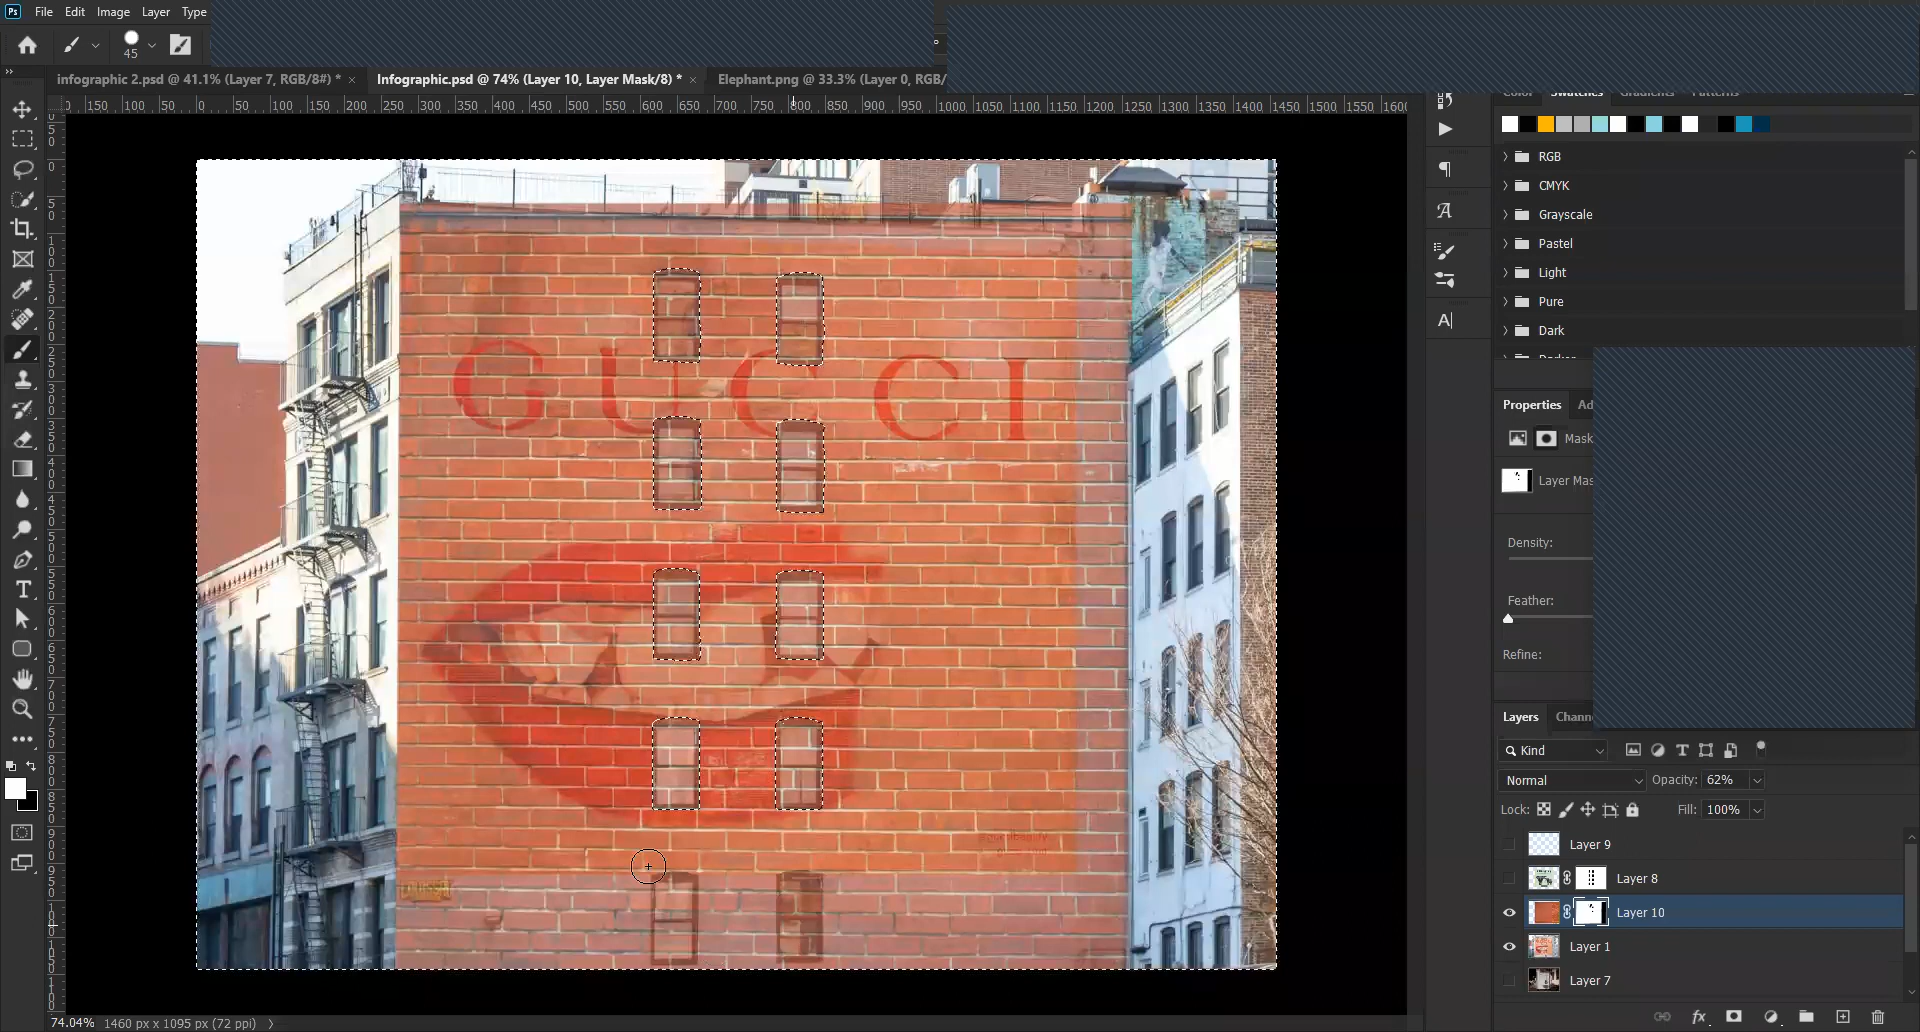 Ps File Edit Image Layer Type
45
infographic 2.psd @ 41.1% (Layer 7, RGB/8#) * ×
Infographic.psd @ 74% (Layer 10, Layer Mask/8) * ×
Elephant.png @ 33.3% (Layer 0, RGB/
150 100 50 0 50 100 150 200 250 300 350 400 450 500 550 600 650 700 750 800 850 900 950 1000 1050 1100 1150 1200 1250 1300 1350 1400 1450 1500 1550 1600
Color Swatches Gradients Patterns
RGB
CMYK
Grayscale
Pastel
Light
Pure
Dark
GUCCI
Properties Ad
Mask
Layer Mas
Density:
Feather:
Refine:
Layers Chann
Kind
Normal Opacity: 62%
Lock: Fill: 100%
Layer 9
Layer 8
Layer 10
Layer 1
Layer 7
fx
74.04% 1460 px x 1095 px (72 ppi)